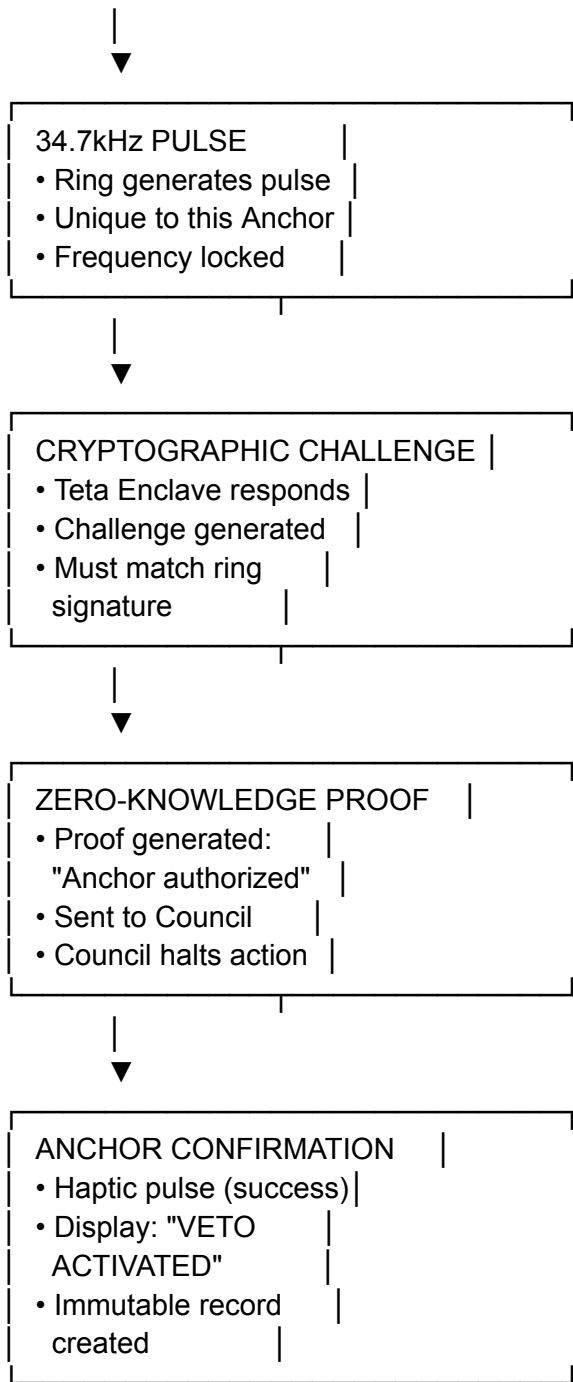 34.7kHz PULSE
• Ring generates pulse
• Unique to this Anchor
• Frequency locked
CRYPTOGRAPHIC CHALLENGE
• Teta Enclave responds
• Challenge generated
• Must match ring
signature
ZERO-KNOWLEDGE PROOF
• Proof generated:
"Anchor authorized"
• Sent to Council
• Council halts action
ANCHOR CONFIRMATION
• Haptic pulse (success)
• Display: "VETO
ACTIVATED"
• Immutable record
created